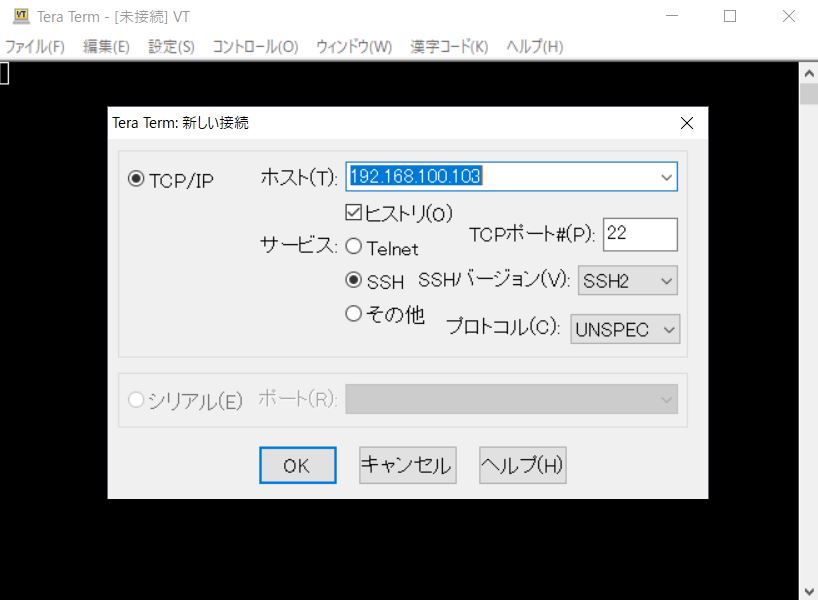 Tera Term - [未接続] VT
ファイル(F) 編集(E) 設定(S) コントロール(O) ウィンドウ(W) 漢字コード(K) ヘルプ(H)
Tera Term: 新しい接続
TCP/IP
ホスト(T): 192.168.100.103
ヒストリ(O)
サービス: Telnet
TCPポート#(P): 22
SSH SSHバージョン(V): SSH2
その他 プロトコル(C): UNSPEC
シリアル(E) ポート(R):
OK キャンセル ヘルプ(H)